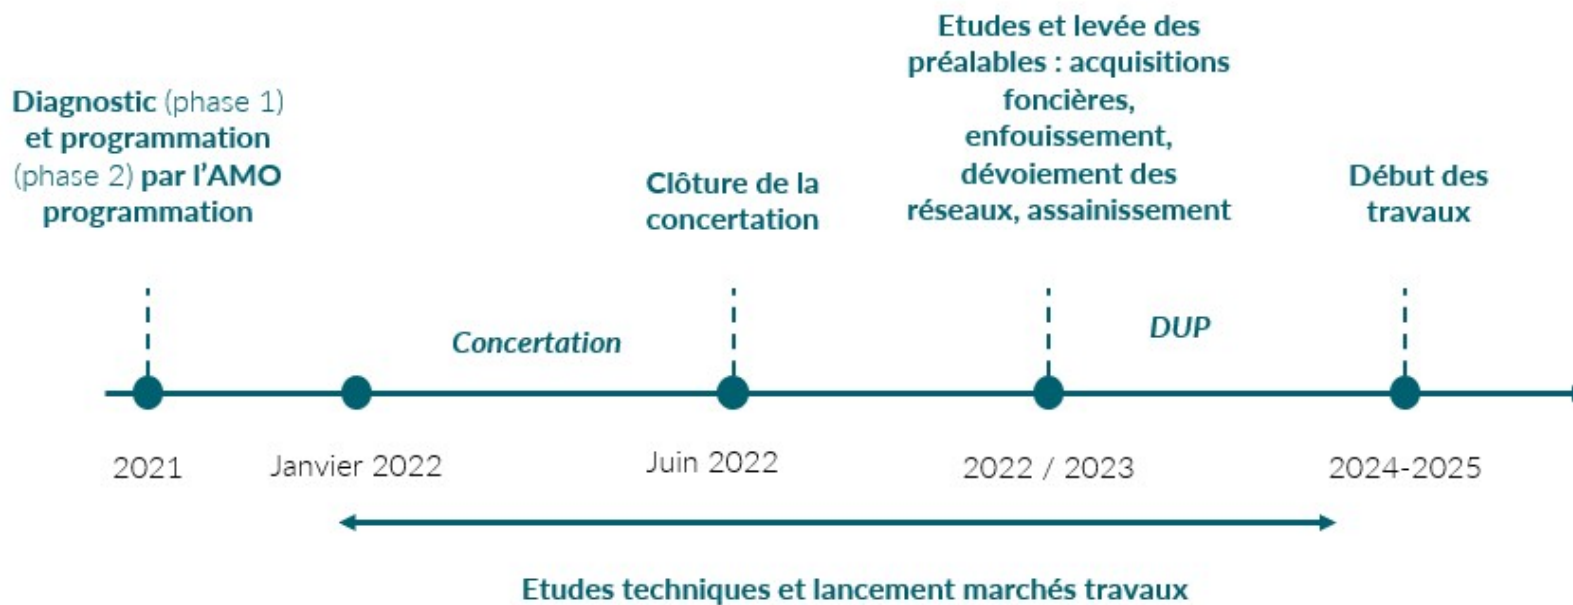 Diagnostic (phase 1)
et programmation
(phase 2) par l'AMO
programmation
Clôture de la
concertation
Etudes et levée des
préalables : acquisitions
foncières,
enfouissement,
dévoiement des
réseaux, assainissement
Début des
travaux
Concertation
DUP
2021
Janvier 2022
Juin 2022
2022 / 2023
2024-2025
Etudes techniques et lancement marchés travaux